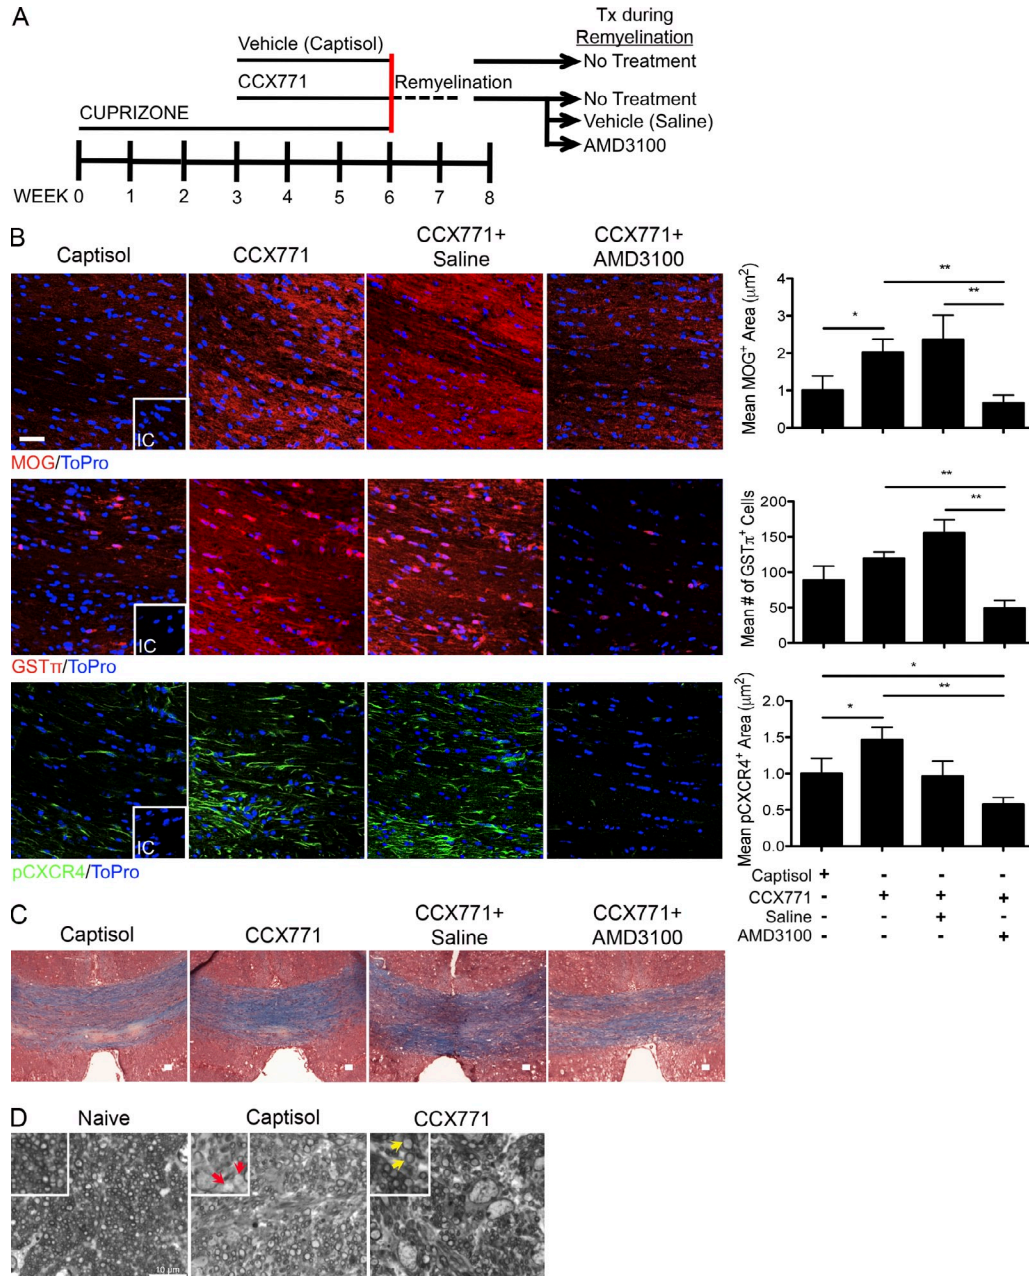 A
Tx during
Remyelination
Vehicle (Captisol)
No Treatment
CCX771
Remyelination
No Treatment
Vehicle (Saline)
CUPRIZONE
AMD3100
WEEK 0 1 2 3 4 5 6 7 8
B
Captisol
CCX771
CCX771+
Saline
CCX771+
AMD3100
IC
MOG/ToPro
Mean MOG+ Area (μm²)
4
3
2
1
0
*
**
**
IC
GSTπ/ToPro
Mean # of GSTπ+ Cells
200
150
100
50
0
**
**
IC
pCXCR4/ToPro
Mean pCXCR4+ Area (μm²)
2.0
1.5
1.0
0.5
0.0
*
**
*
Captisol + - - -
CCX771 - + + +
Saline - - + -
AMD3100 - - - +
C
Captisol
CCX771
CCX771+
Saline
CCX771+
AMD3100
D
Naive
Captisol
CCX771
10 μm